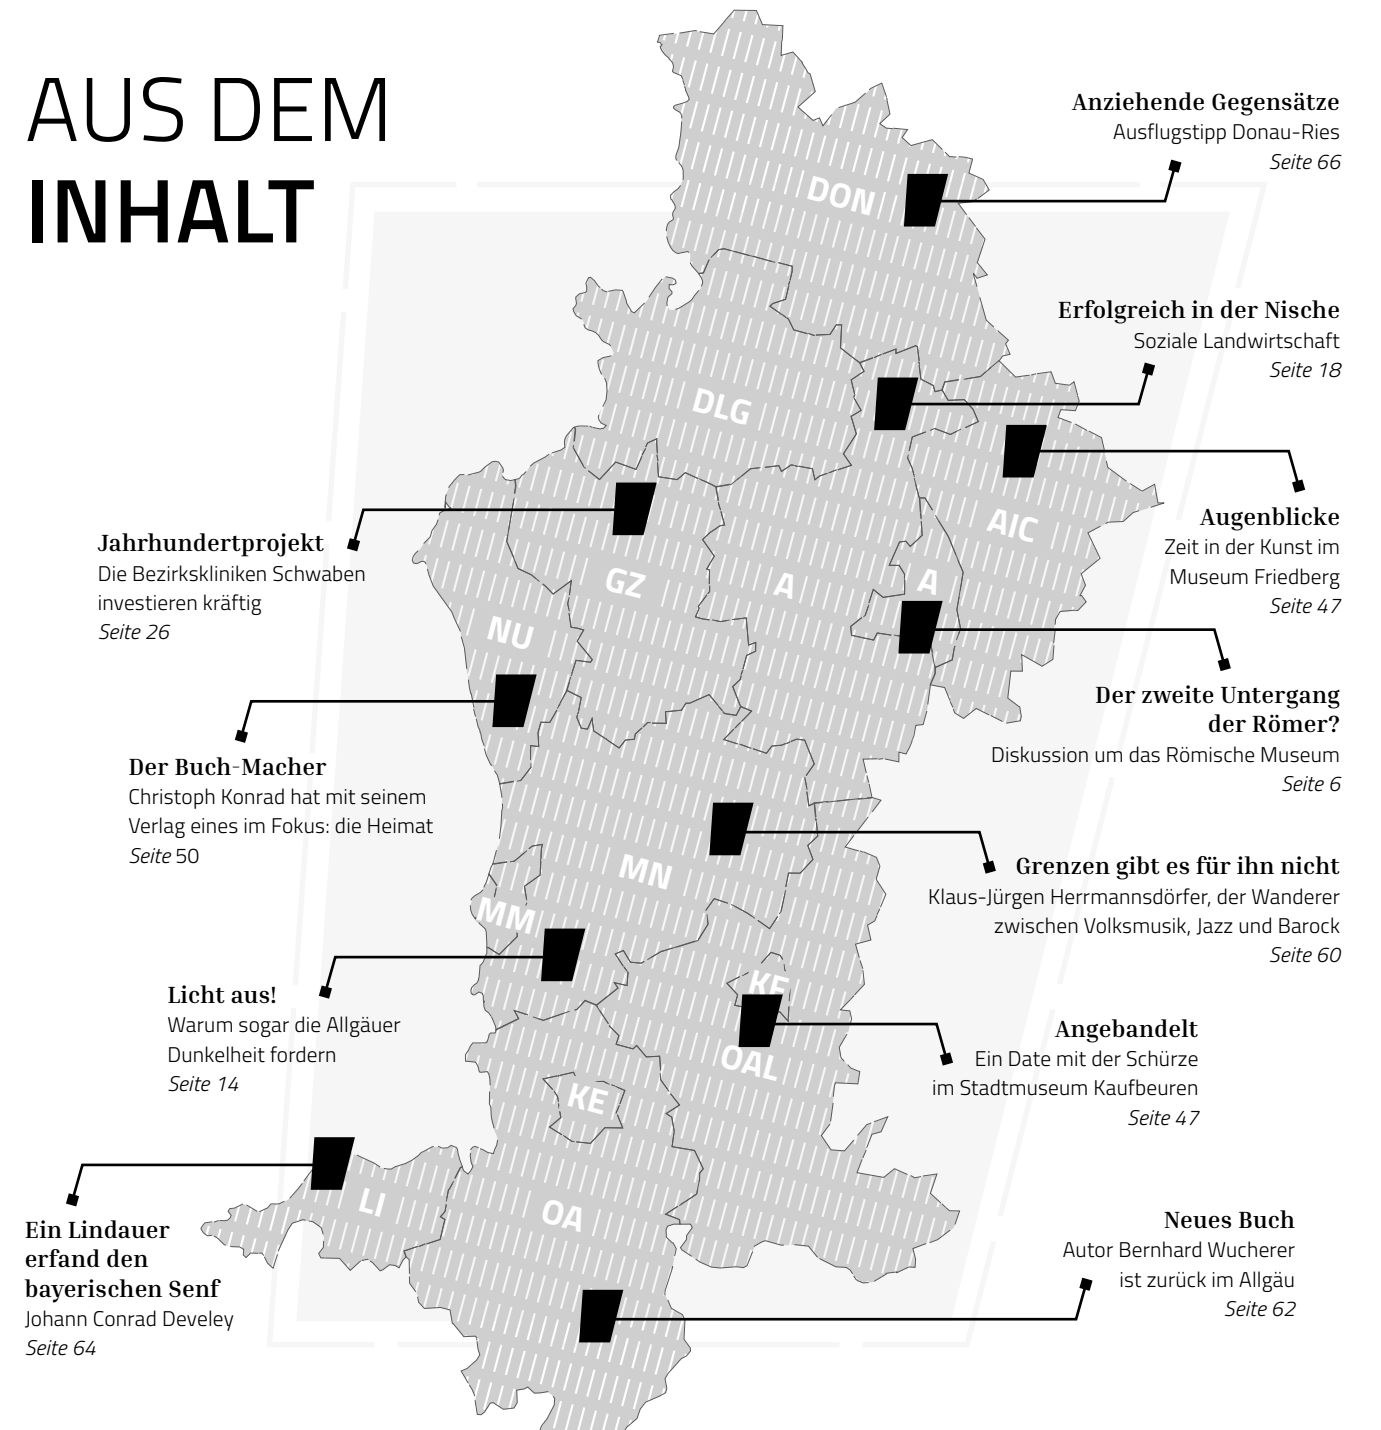 AUS DEM
INHALT
Anziehende Gegensätze
Ausflugstipp Donau-Ries
Seite 66
Erfolgreich in der Nische
Soziale Landwirtschaft
Seite 18
Augenblicke
Zeit in der Kunst im
Museum Friedberg
Seite 47
Der zweite Untergang
der Römer?
Diskussion um das Römische Museum
Seite 6
Grenzen gibt es für ihn nicht
Klaus-Jürgen Herrmannsdörfer, der Wanderer
zwischen Volksmusik, Jazz und Barock
Seite 60
Angebandelt
Ein Date mit der Schürze
im Stadtmuseum Kaufbeuren
Seite 47
Neues Buch
Autor Bernhard Wucherer
ist zurück im Allgäu
Seite 62
Jahrhundertprojekt
Die Bezirkskliniken Schwaben
investieren kräftig
Seite 26
Der Buch-Macher
Christoph Konrad hat mit seinem
Verlag eines im Fokus: die Heimat
Seite 50
Licht aus!
Warum sogar die Allgäuer
Dunkelheit fordern
Seite 14
Ein Lindauer
erfand den
bayerischen Senf
Johann Conrad Develey
Seite 64
DON
DLG
AIC
GZ
A
A
NU
MN
MM
OAL
KE
LI
OA